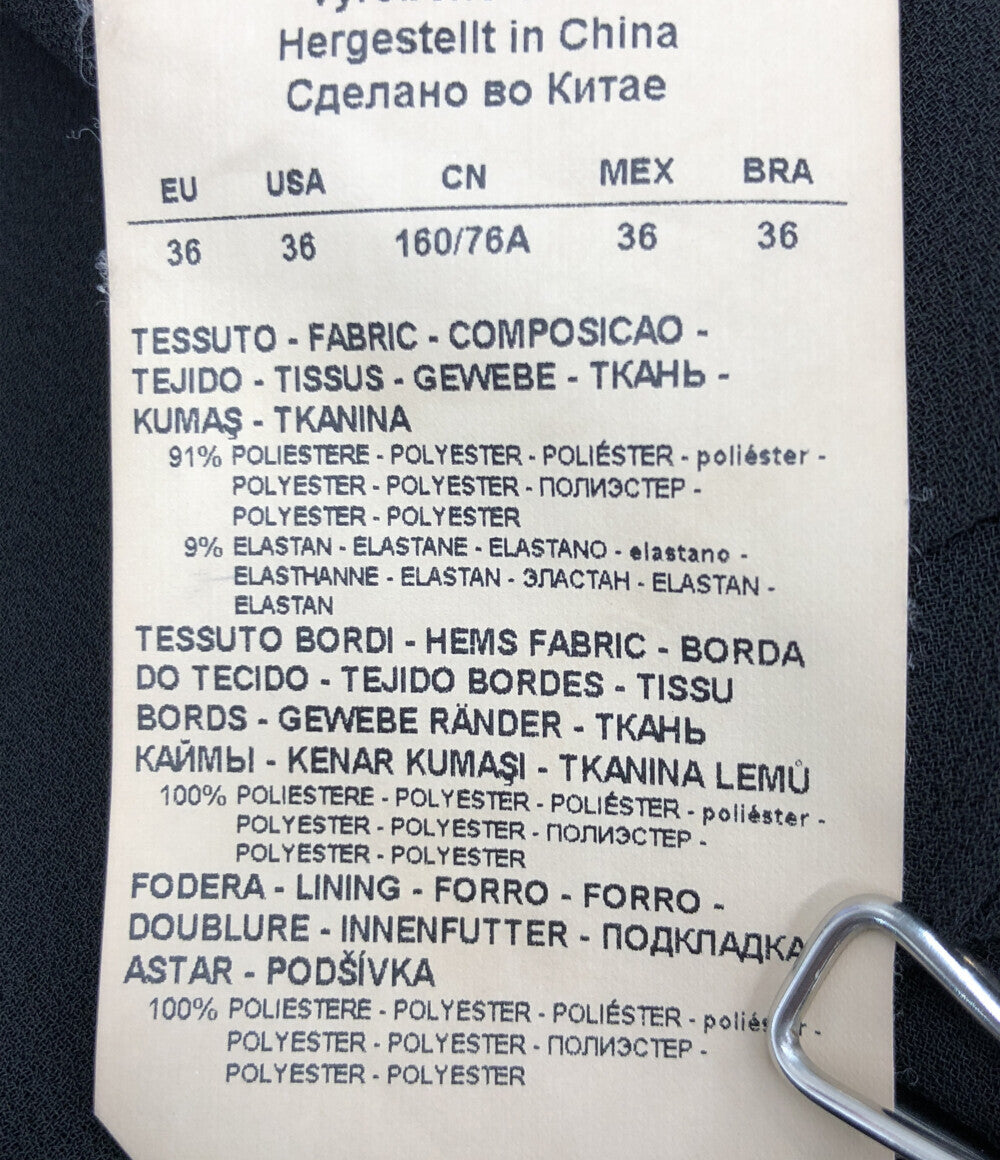 Hergestellt in China
Сделано во Китае
EU USA CN MEX BRA
36 36 160/76A 36 36
TESSUTO - FABRIC - COMPOSICAO -
TEJIDO - TISSUS - GEWEBE - ТКАНЬ -
KUMAŞ - TKANINA
91% POLIESTERE - POLYESTER - POLIÉSTER - poliéster -
POLYESTER - POLYESTER - ПОЛИЭСТЕР -
POLYESTER - POLYESTER
9% ELASTAN - ELASTANE - ELASTANO - elastano -
ELASTHANNE - ELASTAN - ЭЛАСТАН - ELASTAN -
ELASTAN
TESSUTO BORDI - HEMS FABRIC - BORDA
DO TECIDO - TEJIDO BORDES - TISSU
BORDS - GEWEBE RÄNDER - ТКАНЬ
КАЙМЫ - KENAR KUMAŞI - TKANINA LEMŮ
100% POLIESTERE - POLYESTER - POLIÉSTER - poliéster -
POLYESTER - POLYESTER - ПОЛИЭСТЕР -
POLYESTER - POLYESTER
FODERA - LINING - FORRO - FORRO -
DOUBLURE - INNENFUTTER - ПОДКЛАДКА
ASTAR - PODŠÍVKA
100% POLIESTERE - POLYESTER - POLIÉSTER -
POLYESTER - POLYESTER - ПОЛИЭСТЕР -
POLYESTER - POLYESTER